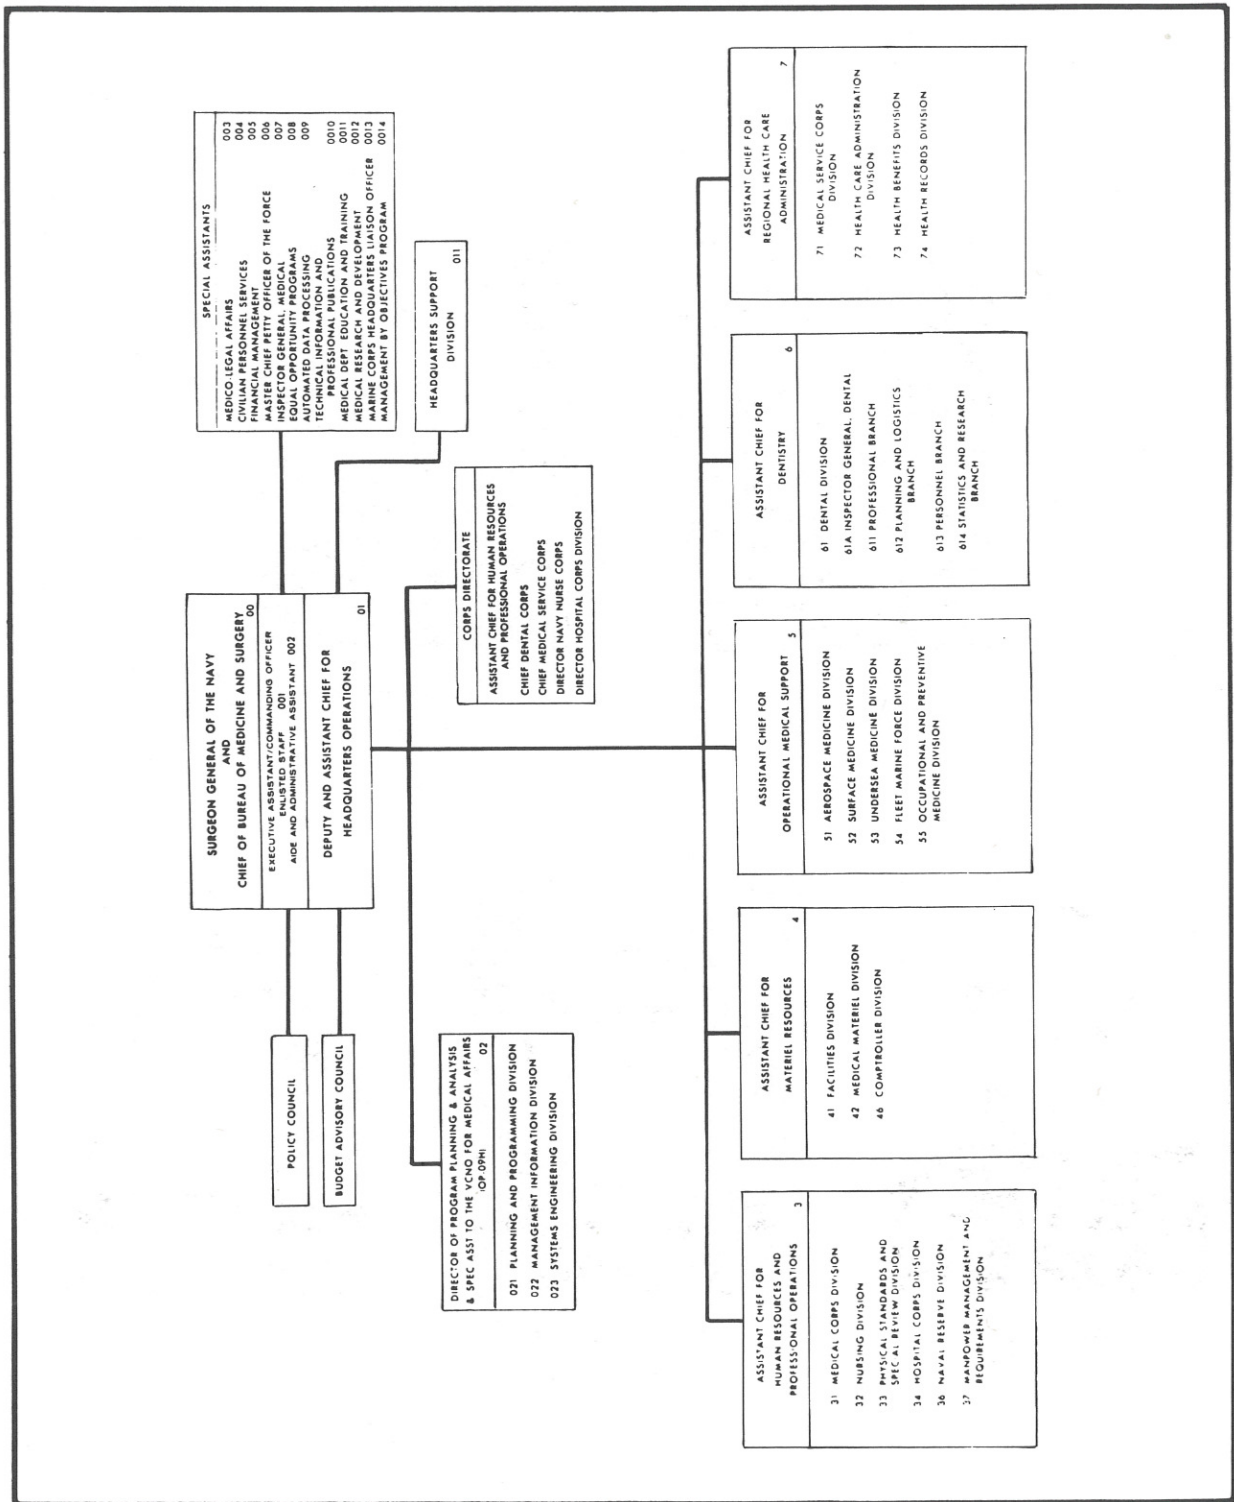 SURGEON GENERAL OF THE NAVY
AND
CHIEF OF BUREAU OF MEDICINE AND SURGERY
00
EXECUTIVE ASSISTANT/COMMANDING OFFICER
ENLISTED STAFF 001
AIDE AND ADMINISTRATIVE ASSISTANT 002
DEPUTY AND ASSISTANT CHIEF FOR
HEADQUARTERS OPERATIONS
01
POLICY COUNCIL
BUDGET ADVISORY COUNCIL
SPECIAL ASSISTANTS
MEDICO-LEGAL AFFAIRS 003
CIVILIAN PERSONNEL SERVICES 004
FINANCIAL MANAGEMENT 005
MASTER CHIEF PETTY OFFICER OF THE FORCE 006
INSPECTOR GENERAL, MEDICAL 007
EQUAL OPPORTUNITY PROGRAMS 008
AUTOMATED DATA PROCESSING 009
TECHNICAL INFORMATION AND
PROFESSIONAL PUBLICATIONS 0010
MEDICAL DEPT EDUCATION AND TRAINING 0011
MEDICAL RESEARCH AND DEVELOPMENT 0012
MARINE CORPS HEADQUARTERS LIAISON OFFICER 0013
MANAGEMENT BY OBJECTIVES PROGRAM 0014
HEADQUARTERS SUPPORT
DIVISION 011
DIRECTOR OF PROGRAM PLANNING & ANALYSIS
& SPEC ASST TO THE VCNO FOR MEDICAL AFFAIRS
02
021 PLANNING AND PROGRAMMING DIVISION
022 MANAGEMENT INFORMATION DIVISION
023 SYSTEMS ENGINEERING DIVISION
CORPS DIRECTORATE
ASSISTANT CHIEF FOR HUMAN RESOURCES
AND PROFESSIONAL OPERATIONS
CHIEF DENTAL CORPS
CHIEF MEDICAL SERVICE CORPS
DIRECTOR NAVY NURSE CORPS
DIRECTOR HOSPITAL CORPS DIVISION
ASSISTANT CHIEF FOR
HUMAN RESOURCES AND
PROFESSIONAL OPERATIONS 3
31 MEDICAL CORPS DIVISION
32 NURSING DIVISION
33 PHYSICAL STANDARDS AND
SPECIAL REVIEW DIVISION
34 HOSPITAL CORPS DIVISION
36 NAVAL RESERVE DIVISION
37 MANPOWER MANAGEMENT AND
REQUIREMENTS DIVISION
ASSISTANT CHIEF FOR
MATERIEL RESOURCES
4
41 FACILITIES DIVISION
42 MEDICAL MATERIEL DIVISION
46 COMPTROLLER DIVISION
ASSISTANT CHIEF FOR
OPERATIONAL MEDICAL SUPPORT 5
51 AEROSPACE MEDICINE DIVISION
52 SURFACE MEDICINE DIVISION
53 UNDERSEA MEDICINE DIVISION
54 FLEET MARINE FORCE DIVISION
55 OCCUPATIONAL AND PREVENTIVE
MEDICINE DIVISION
ASSISTANT CHIEF FOR
DENTISTRY 6
61 DENTAL DIVISION
61A INSPECTOR GENERAL, DENTAL
611 PROFESSIONAL BRANCH
612 PLANNING AND LOGISTICS
BRANCH
613 PERSONNEL BRANCH
614 STATISTICS AND RESEARCH
BRANCH
ASSISTANT CHIEF FOR
REGIONAL HEALTH CARE
ADMINISTRATION 7
71 MEDICAL SERVICE CORPS
DIVISION
72 HEALTH CARE ADMINISTRATION
DIVISION
73 HEALTH BENEFITS DIVISION
74 HEALTH RECORDS DIVISION